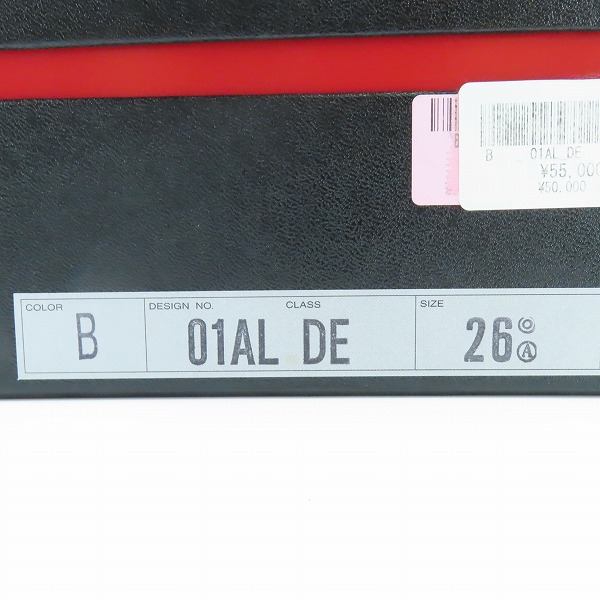 B 01AL DE
¥55,000
¥50,000
COLOR DESIGN NO. CLASS SIZE
B 01AL DE 26 ◎
Ⓐ